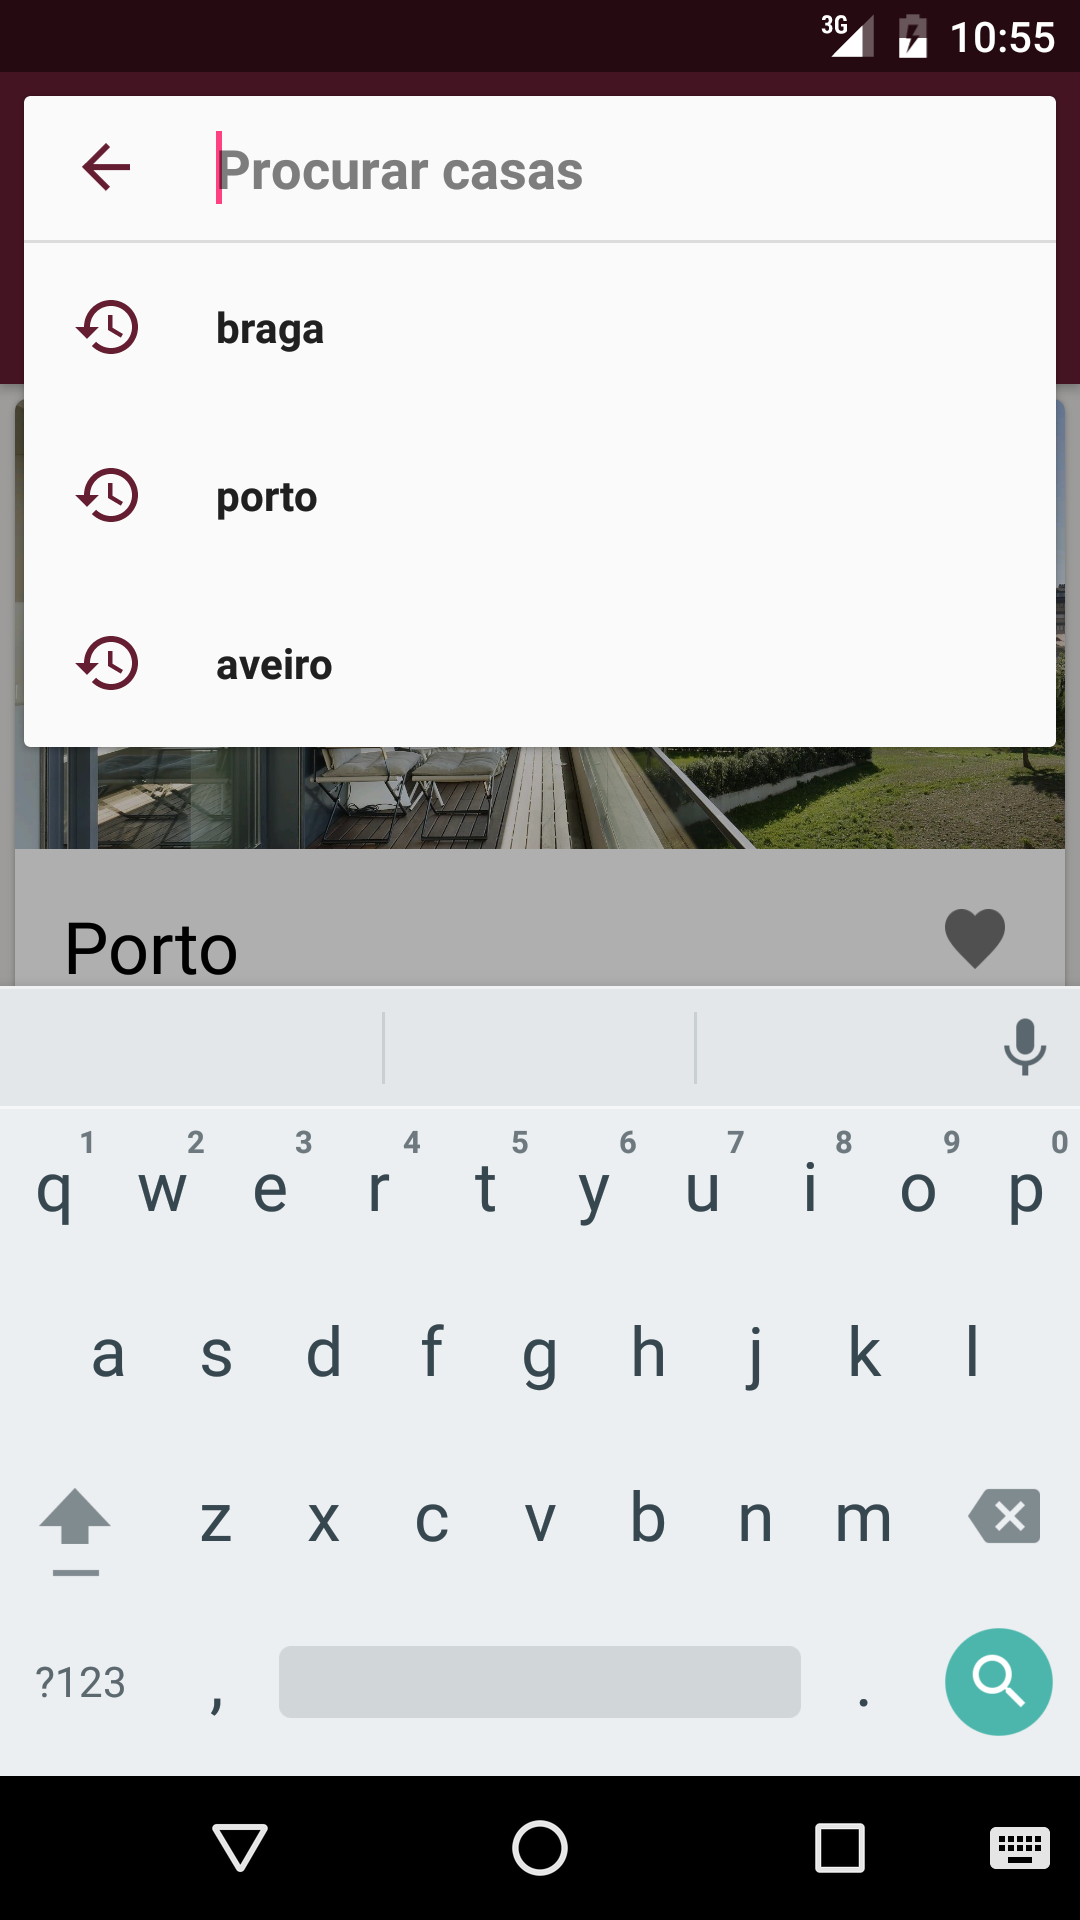 3G 10:55
Procurar casas
braga
porto
aveiro
Porto
1 2 3 4 5 6 7 8 9 0
q w e r t y u i o p
a s d f g h j k l
z x c v b n m
?123 , .